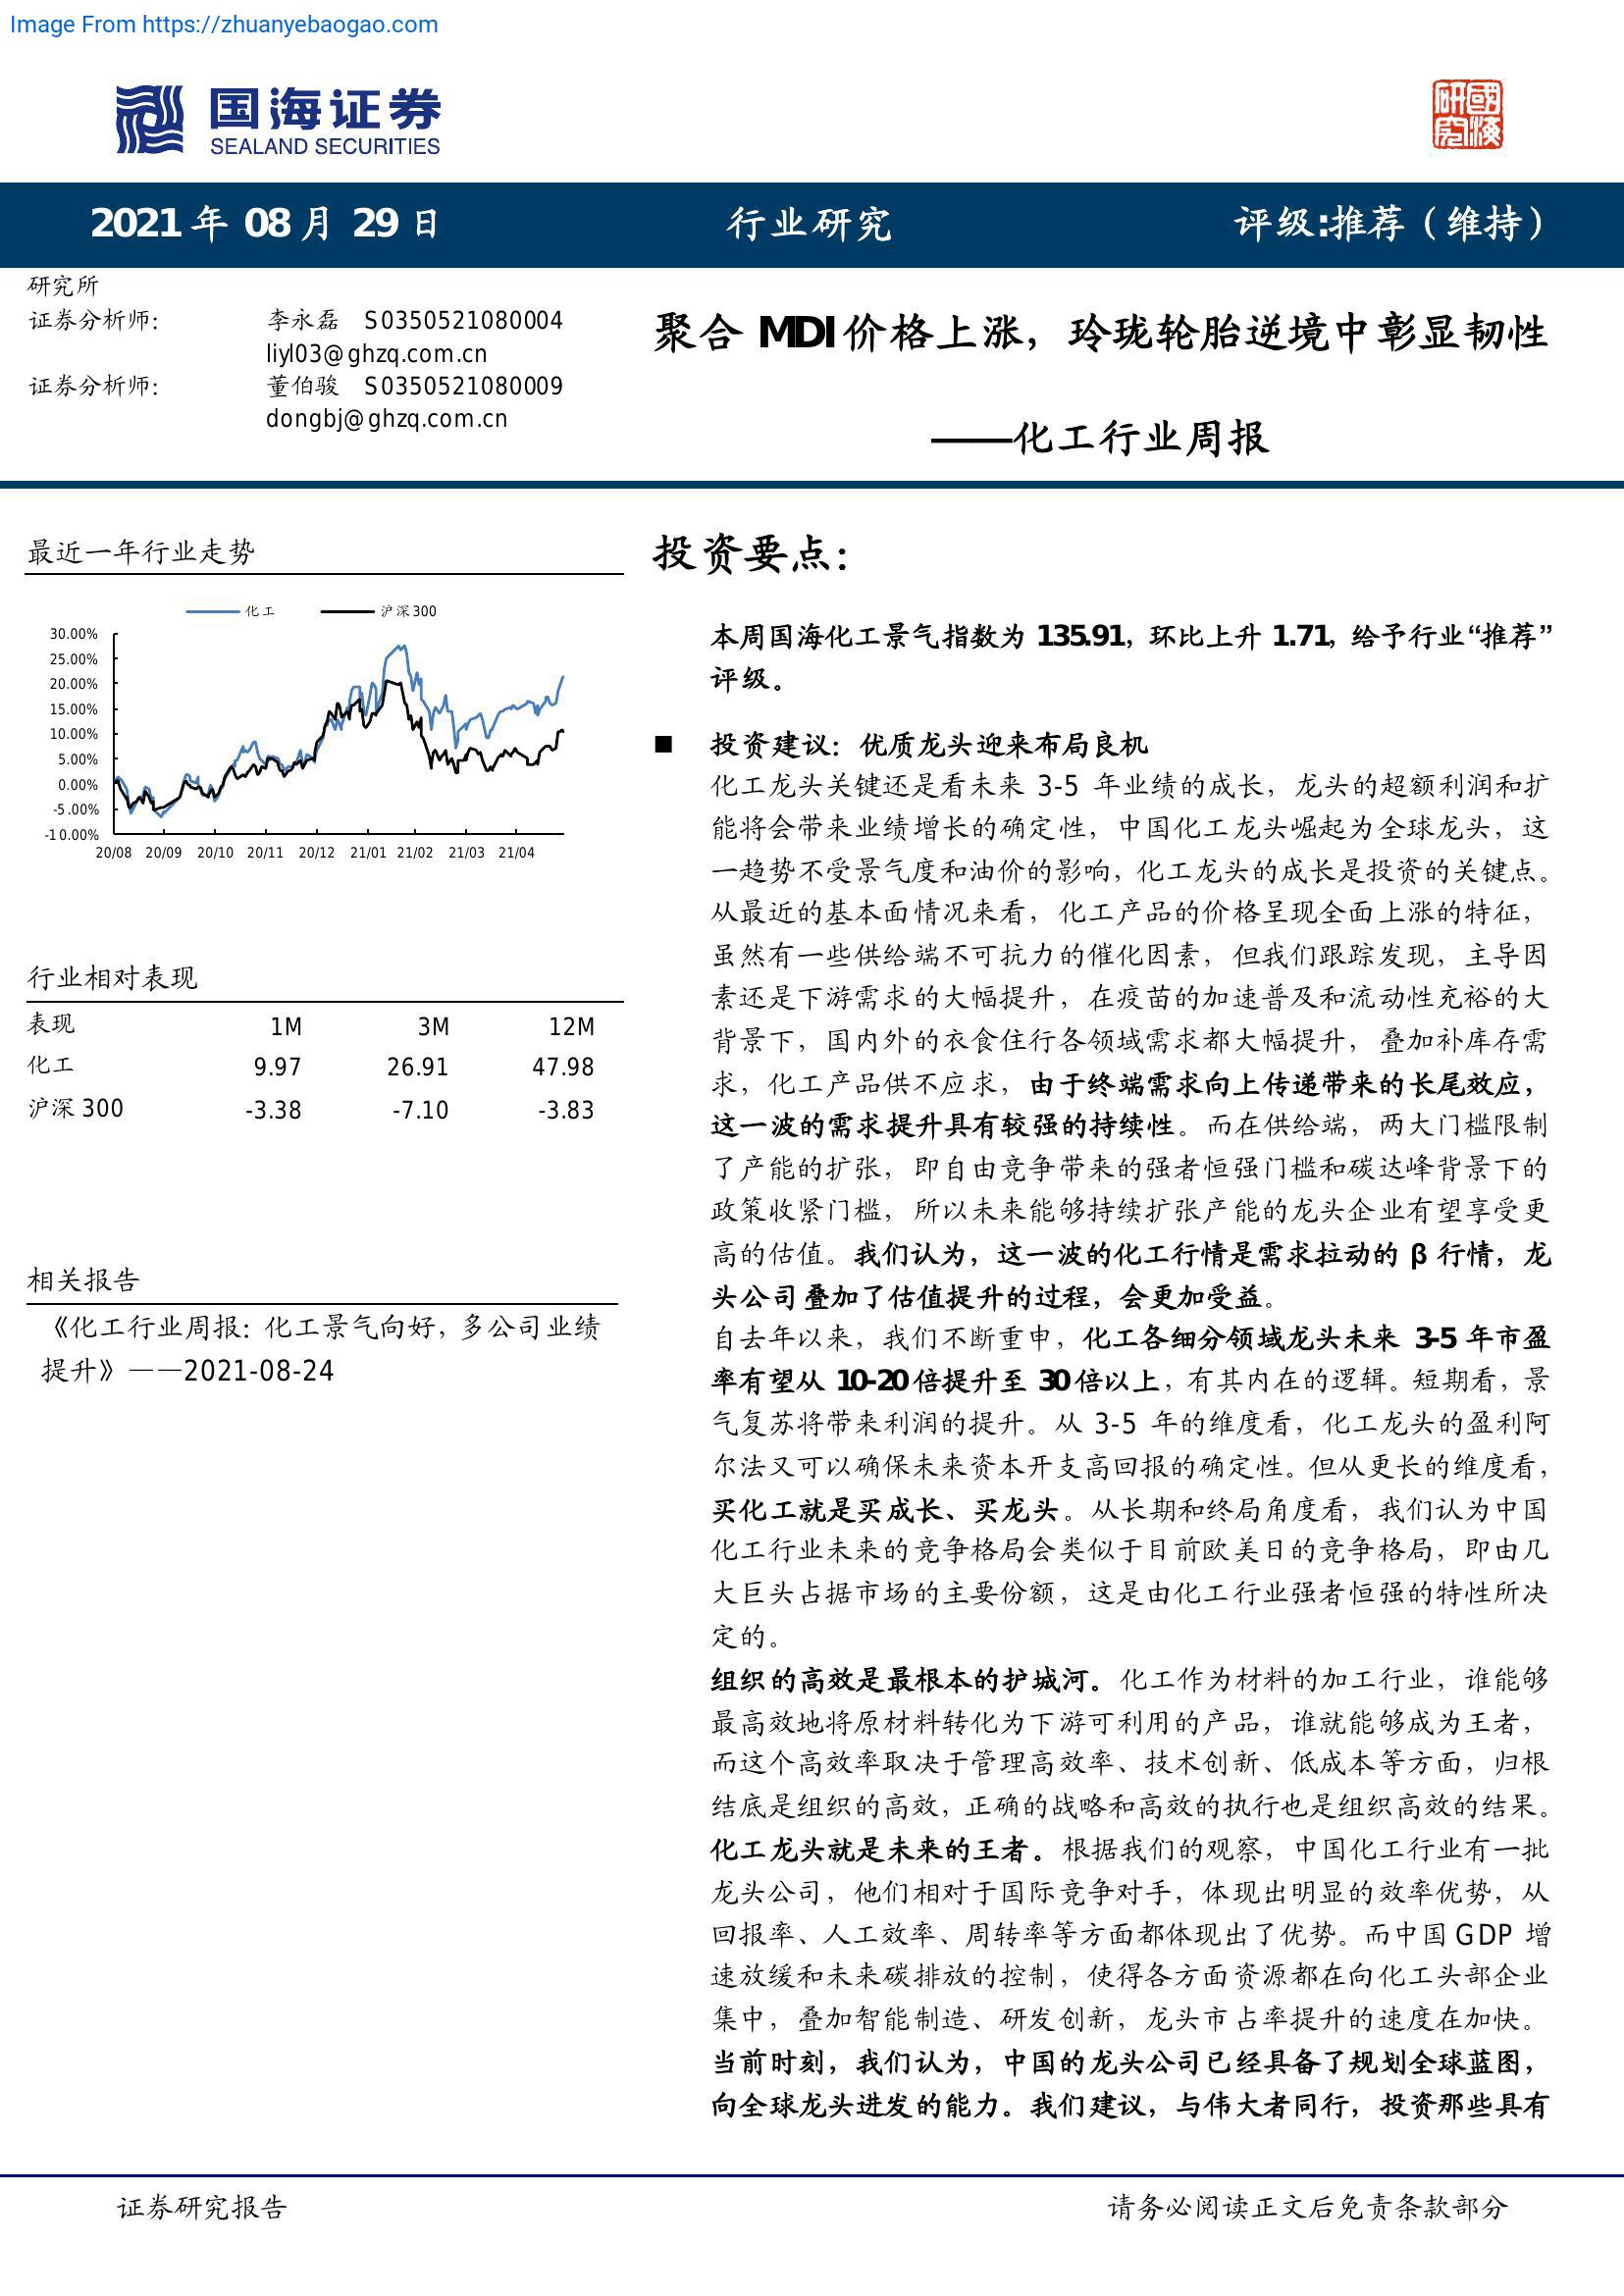 Image From https://zhuanyebaogao.com
国海证券
SEALAND SECURITIES
國海研究
2021 年 08 月 29 日
行业研究
评级:推荐（维持）
研究所
证券分析师：
李永磊 S0350521080004
liyl03@ghzq.com.cn
证券分析师：
董伯骏 S0350521080009
dongbj@ghzq.com.cn
聚合 MDI 价格上涨，玲珑轮胎逆境中彰显韧性
——化工行业周报
最近一年行业走势
化工
沪深300
30.00%
25.00%
20.00%
15.00%
10.00%
5.00%
0.00%
-5.00%
-10.00%
20/08 20/09 20/10 20/11 20/12 21/01 21/02 21/03 21/04
行业相对表现
表现 1M 3M 12M
化工 9.97 26.91 47.98
沪深 300 -3.38 -7.10 -3.83
相关报告
《化工行业周报：化工景气向好，多公司业绩
提升》——2021-08-24
投资要点：
本周国海化工景气指数为 135.91，环比上升 1.71，给予行业“推荐”
评级。
■ 投资建议：优质龙头迎来布局良机
化工龙头关键还是看未来 3-5 年业绩的成长，龙头的超额利润和扩
能将会带来业绩增长的确定性，中国化工龙头崛起为全球龙头，这
一趋势不受景气度和油价的影响，化工龙头的成长是投资的关键点。
从最近的基本面情况来看，化工产品的价格呈现全面上涨的特征，
虽然有一些供给端不可抗力的催化因素，但我们跟踪发现，主导因
素还是下游需求的大幅提升，在疫苗的加速普及和流动性充裕的大
背景下，国内外的衣食住行各领域需求都大幅提升，叠加补库存需
求，化工产品供不应求，由于终端需求向上传递带来的长尾效应，
这一波的需求提升具有较强的持续性。而在供给端，两大门槛限制
了产能的扩张，即自由竞争带来的强者恒强门槛和碳达峰背景下的
政策收紧门槛，所以未来能够持续扩张产能的龙头企业有望享受更
高的估值。我们认为，这一波的化工行情是需求拉动的 β 行情，龙
头公司叠加了估值提升的过程，会更加受益。
自去年以来，我们不断重申，化工各细分领域龙头未来 3-5 年市盈
率有望从 10-20 倍提升至 30 倍以上，有其内在的逻辑。短期看，景
气复苏将带来利润的提升。从 3-5 年的维度看，化工龙头的盈利阿
尔法又可以确保未来资本开支高回报的确定性。但从更长的维度看，
买化工就是买成长、买龙头。从长期和终局角度看，我们认为中国
化工行业未来的竞争格局会类似于目前欧美日的竞争格局，即由几
大巨头占据市场的主要份额，这是由化工行业强者恒强的特性所决
定的。
组织的高效是最根本的护城河。化工作为材料的加工行业，谁能够
最高效地将原材料转化为下游可利用的产品，谁就能够成为王者，
而这个高效率取决于管理高效率、技术创新、低成本等方面，归根
结底是组织的高效，正确的战略和高效的执行也是组织高效的结果。
化工龙头就是未来的王者。根据我们的观察，中国化工行业有一批
龙头公司，他们相对于国际竞争对手，体现出明显的效率优势，从
回报率、人工效率、周转率等方面都体现出了优势。而中国 GDP 增
速放缓和未来碳排放的控制，使得各方面资源都在向化工头部企业
集中，叠加智能制造、研发创新，龙头市占率提升的速度在加快。
当前时刻，我们认为，中国的龙头公司已经具备了规划全球蓝图，
向全球龙头进发的能力。我们建议，与伟大者同行，投资那些具有
证券研究报告
请务必阅读正文后免责条款部分